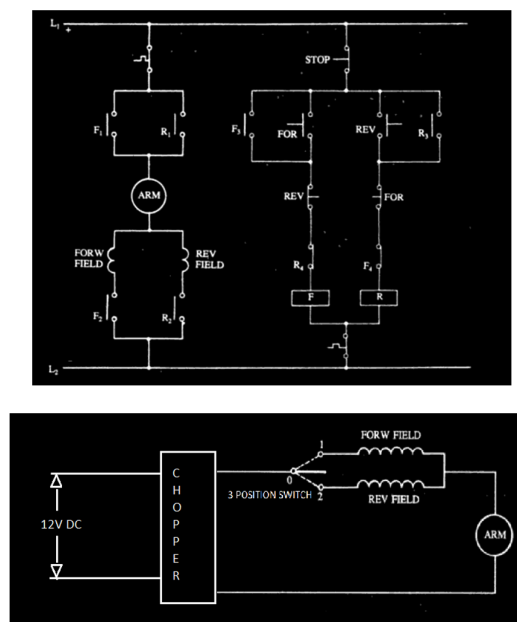 L₁ +
STOP
F₁
R₁
F₃
FOR
REV
R₃
ARM
REV
FOR
FORW
FIELD
REV
FIELD
R₄
F₄
F
R
F₂
R₂
L₂
CHOPPER
12V DC
0
1
2
3 POSITION SWITCH
FORW FIELD
REV FIELD
ARM